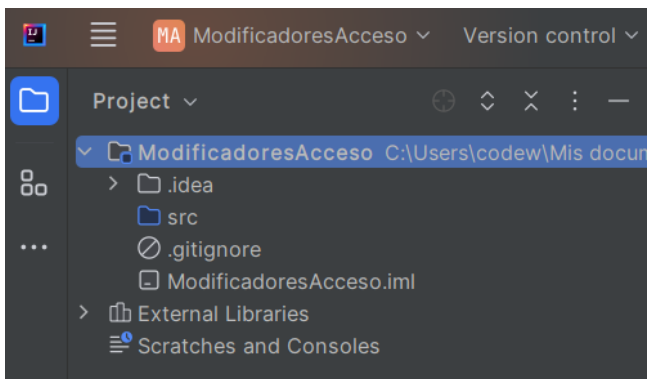 IJ
MA ModificadoresAcceso Version control
Project
ModificadoresAcceso C:\Users\codew\Mis docum
.idea
src
.gitignore
ModificadoresAcceso.iml
External Libraries
Scratches and Consoles